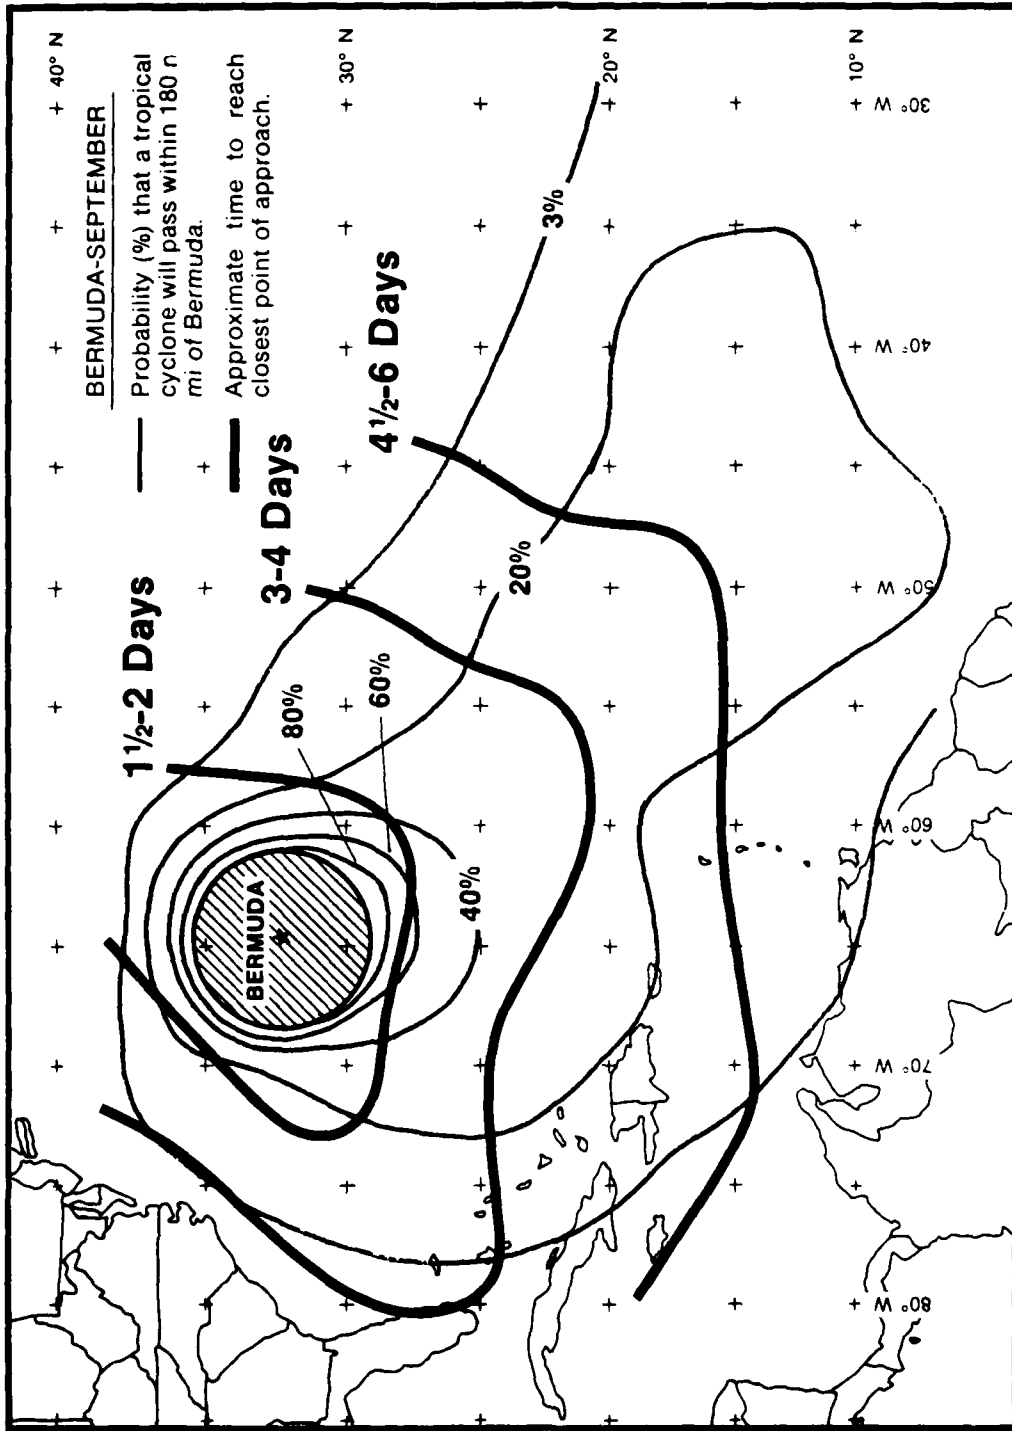 BERMUDA-SEPTEMBER
Probability (%) that a tropical
cyclone will pass within 180 n
mi of Bermuda.
Approximate time to reach
closest point of approach.
40° N
30° N
20° N
10° N
1½-2 Days
3-4 Days
4½-6 Days
80%
60%
40%
20%
3%
BERMUDA
80° W
70° W
60° W
50° W
40° W
30° W